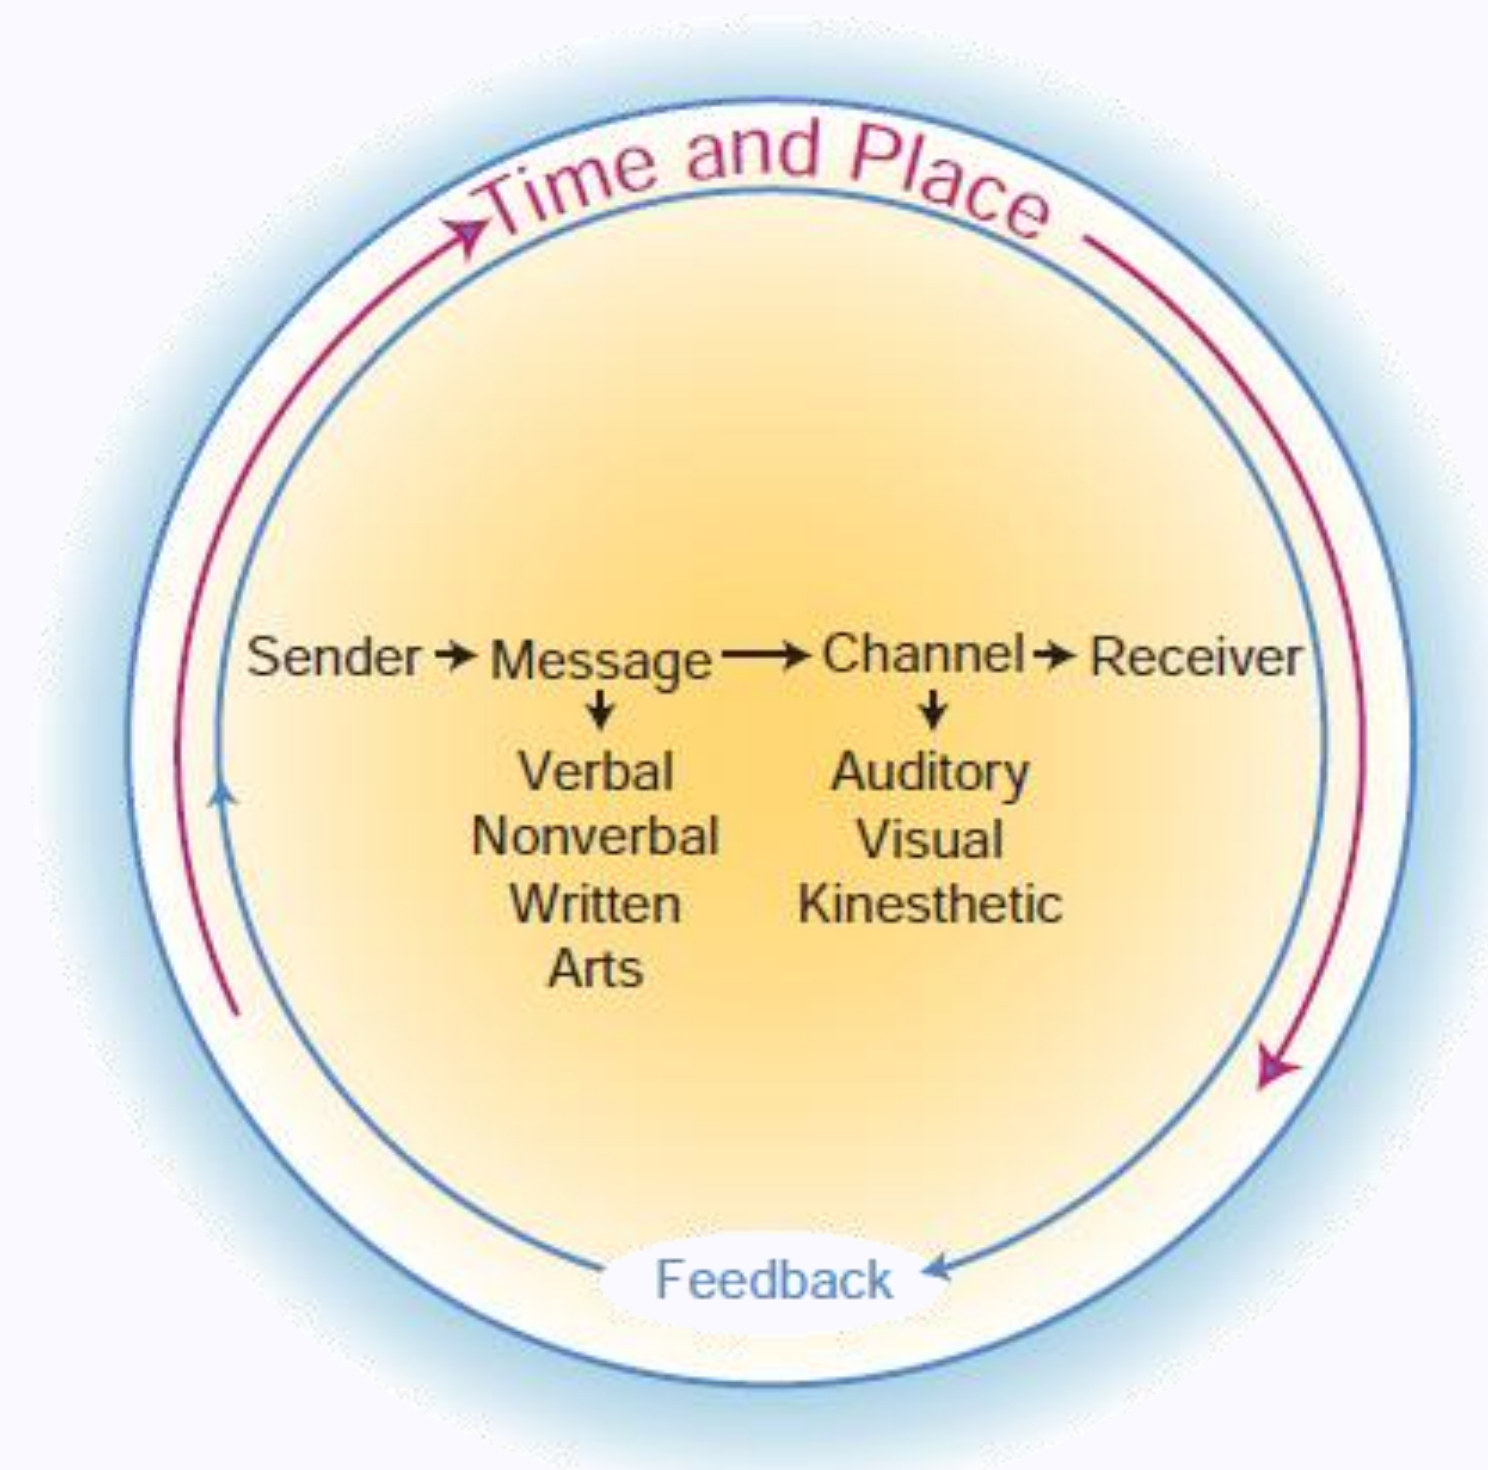 Time and Place
Sender Message Channel Receiver
Verbal Auditory
Nonverbal Visual
Written Kinesthetic
Arts
Feedback